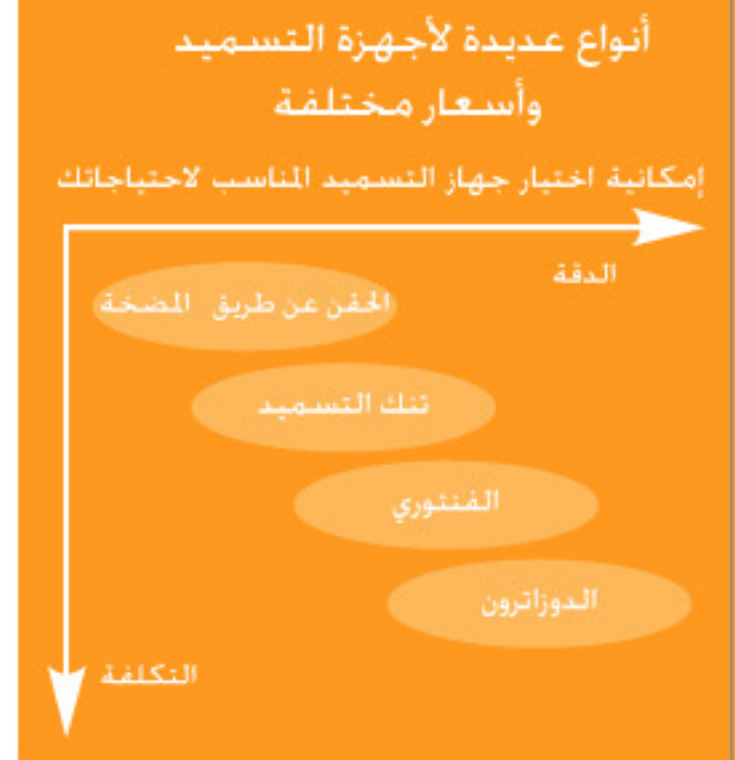 أنواع عديدة لأجهزة التسميد
وأسعار مختلفة
إمكانية اختيار جهاز التسميد المناسب لاحتياجاتك
الدقة
الحقن عن طريق المضخة
تنك التسميد
الفنتوري
الدوزاترون
التكلفة